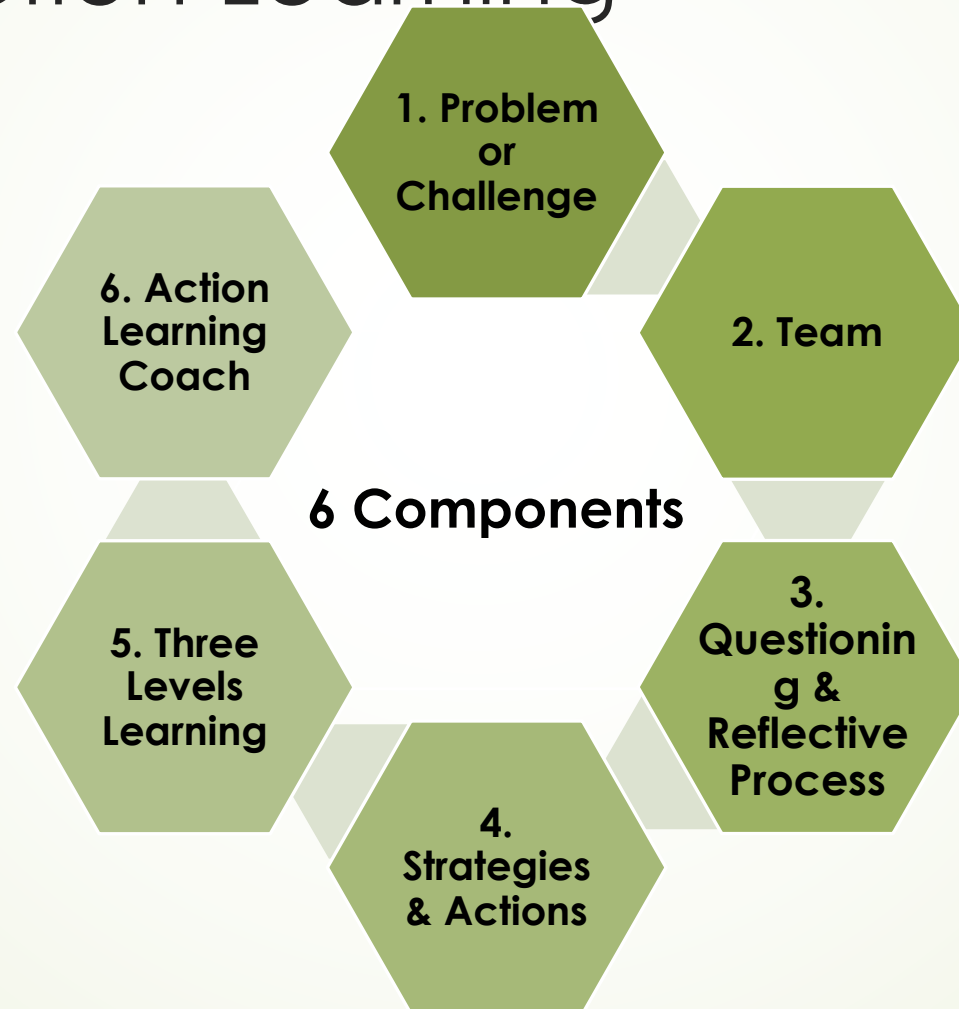 Learning
1. Problem
or
Challenge
2. Team
3.
Questionin
g &
Reflective
Process
4.
Strategies
& Actions
5. Three
Levels
Learning
6. Action
Learning
Coach
6 Components